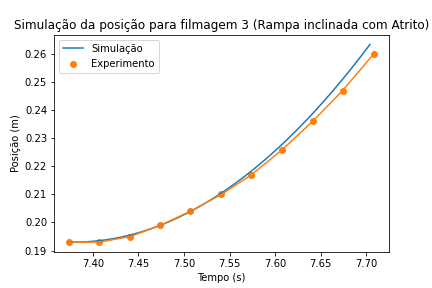 Simulação da posição para filmagem 3 (Rampa inclinada com Atrito)
Simulação
Experimento
Posição (m)
0.26
0.25
0.24
0.23
0.22
0.21
0.20
0.19
7.40 7.45 7.50 7.55 7.60 7.65 7.70
Tempo (s)